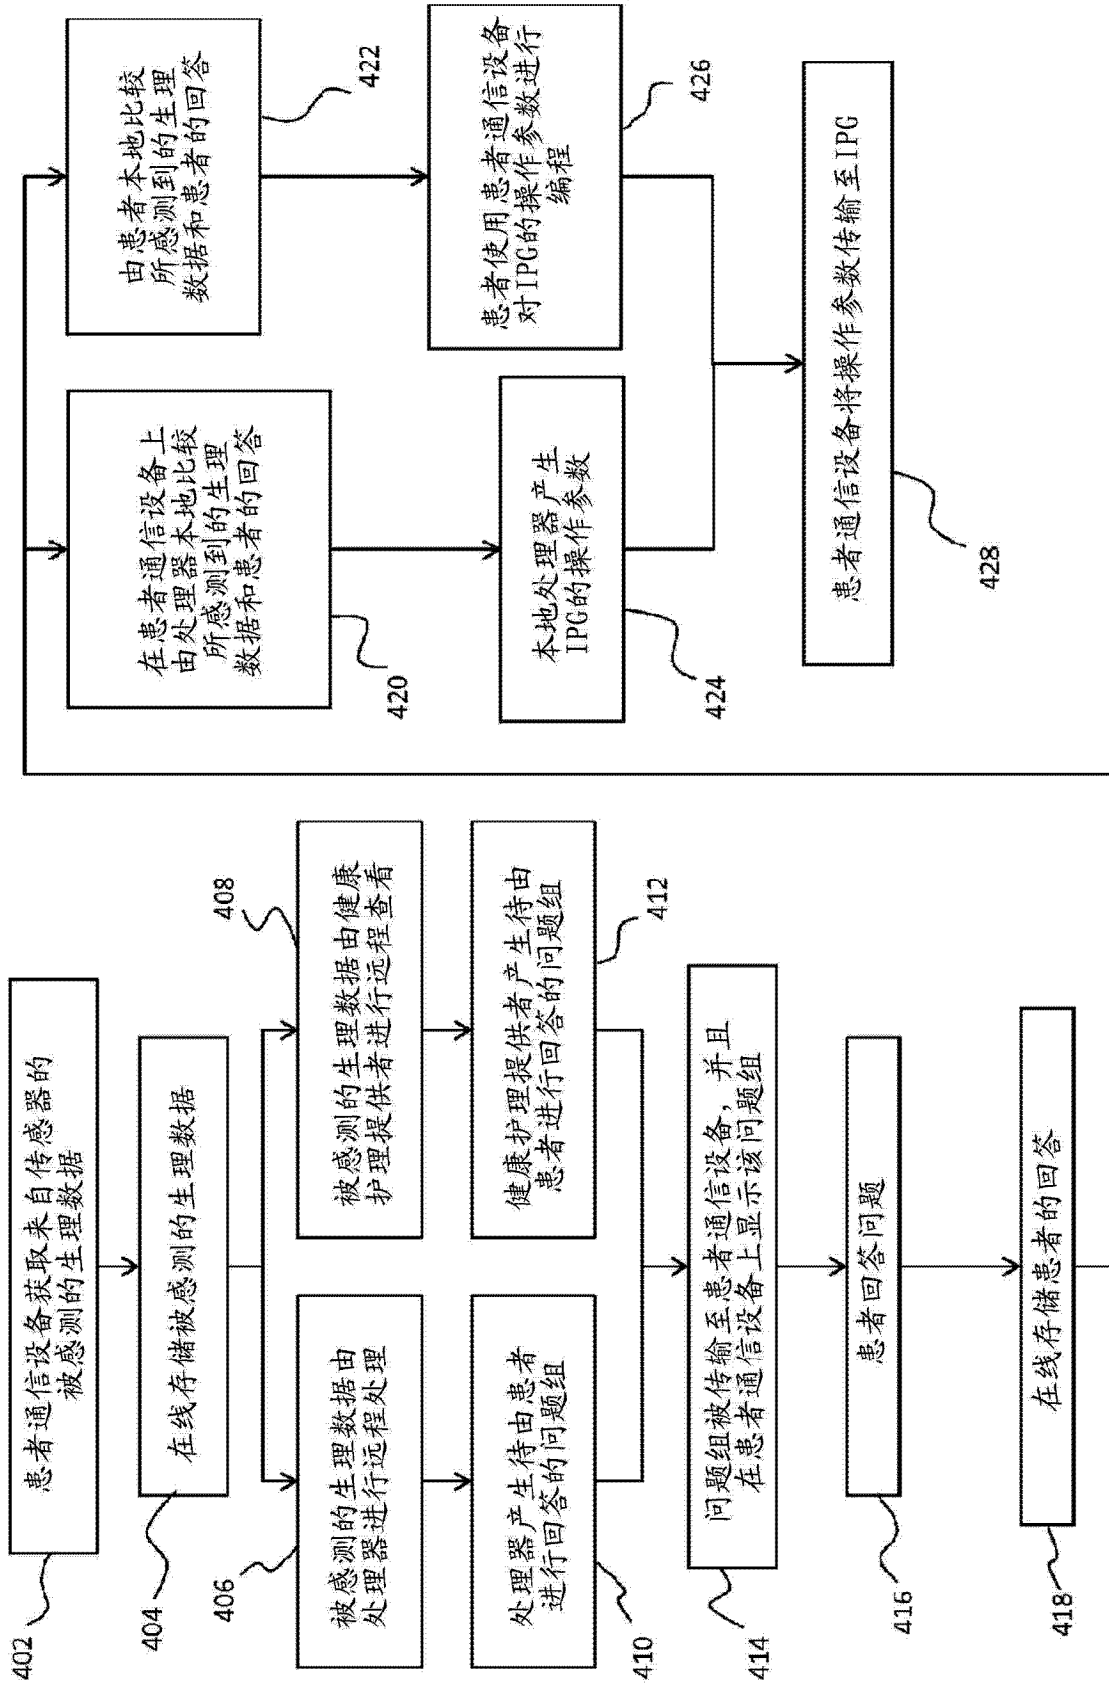 患者通信设备获取来自传感器的
被感测的生理数据
402
在线存储被感测的生理数据
404
被感测的生理数据由
处理器进行远程处理
406
被感测的生理数据由健康
护理提供者进行远程查看
408
处理器产生待由患者
进行回答的问题组
410
健康护理提供者产生待由
患者进行回答的问题组
412
问题组被传输至患者通信设备，并且
在患者通信设备上显示该问题组
414
患者回答问题
416
在线存储患者的回答
418
在患者通信设备上
由处理器本地比较
所感测到的生理
数据和患者的回答
420
由患者本地比较
所感测到的生理
数据和患者的回答
422
本地处理器产生
IPG的操作参数
424
患者使用患者通信设备
对IPG的操作参数进行
编程
426
患者通信设备将操作参数传输至IPG
428